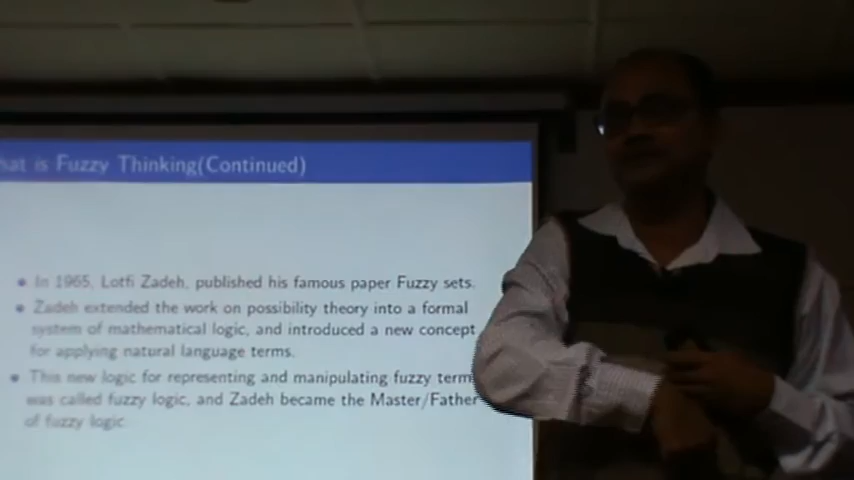 hat is Fuzzy Thinking(Continued)
In 1965, Lotfi Zadeh, published his famous paper Fuzzy sets.
Zadeh extended the work on possibility theory into a formal
system of mathematical logic, and introduced a new concept
for applying natural language terms.
This new logic for representing and manipulating fuzzy term
was called fuzzy logic, and Zadeh became the Master/Father
of fuzzy logic